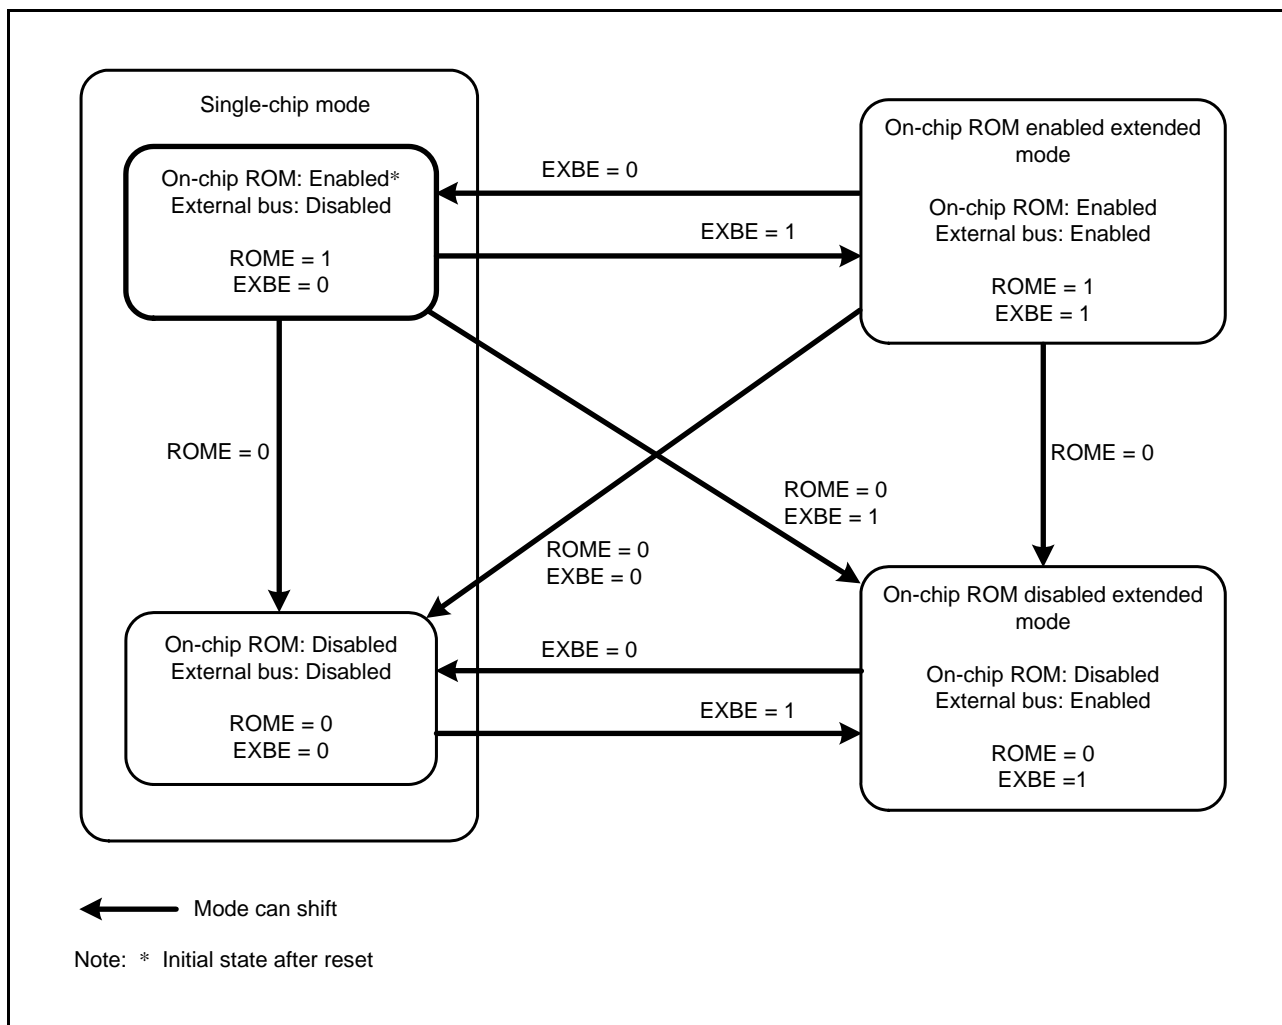 Single-chip mode
On-chip ROM: Enabled*
External bus: Disabled
ROME = 1
EXBE = 0
EXBE = 0
EXBE = 1
On-chip ROM enabled extended
mode
On-chip ROM: Enabled
External bus: Enabled
ROME = 1
EXBE = 1
ROME = 0
ROME = 0
ROME = 0
EXBE = 1
ROME = 0
EXBE = 0
On-chip ROM: Disabled
External bus: Disabled
ROME = 0
EXBE = 0
EXBE = 0
EXBE = 1
On-chip ROM disabled extended
mode
On-chip ROM: Disabled
External bus: Enabled
ROME = 0
EXBE =1
Mode can shift
Note: * Initial state after reset